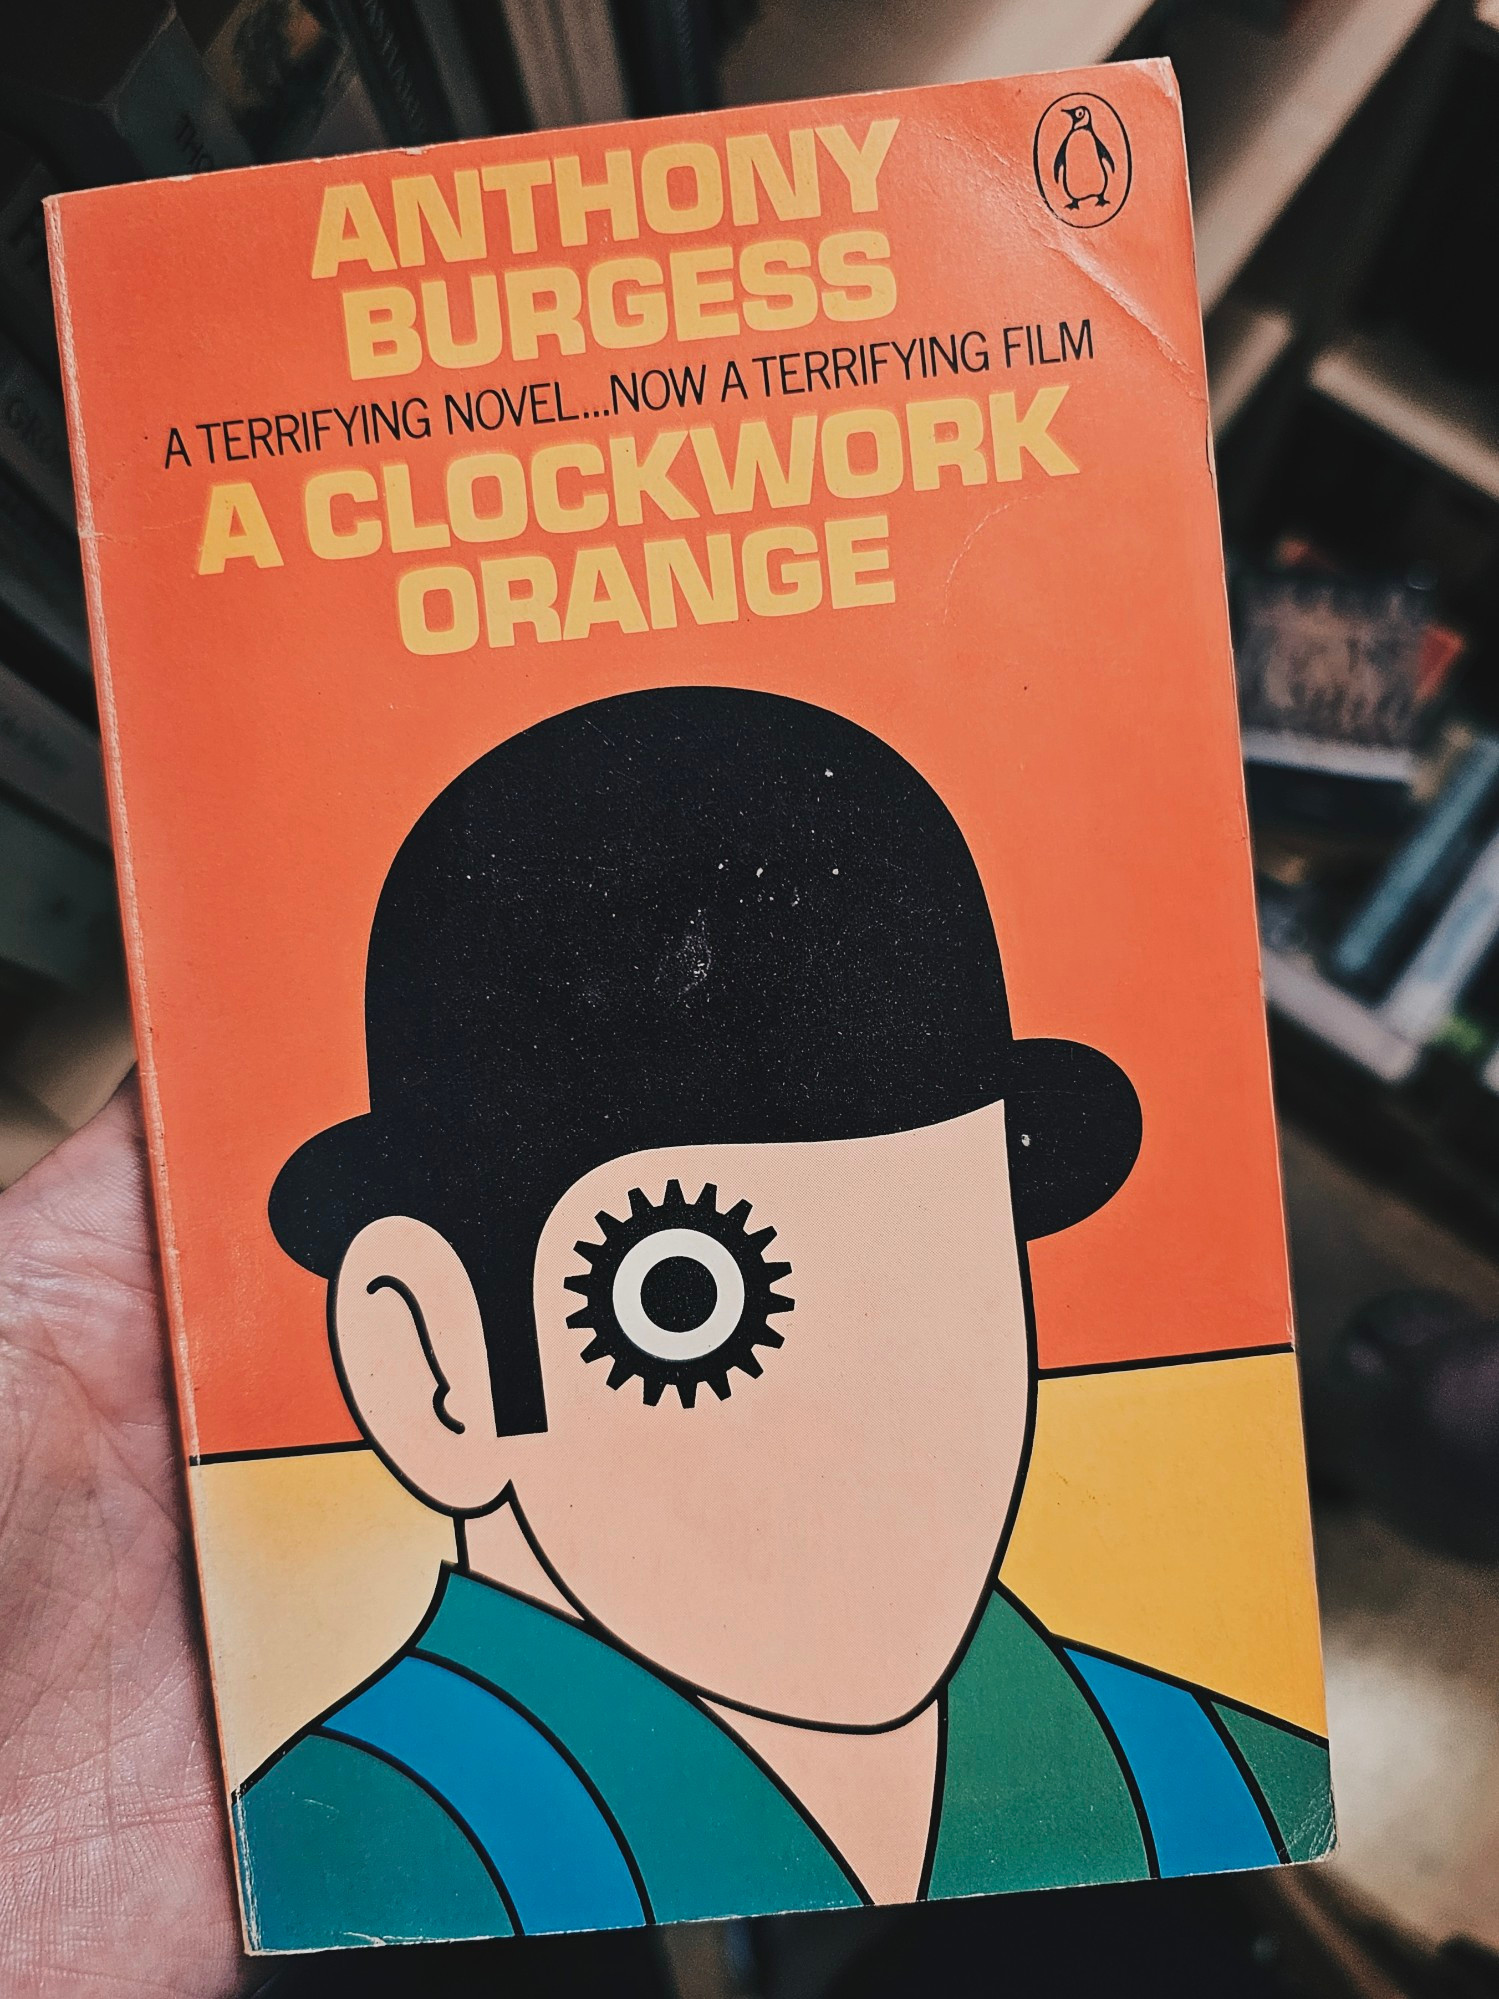 ANTHONY
BURGESS
A TERRIFYING NOVEL...NOW A TERRIFYING FILM
A CLOCKWORK
ORANGE